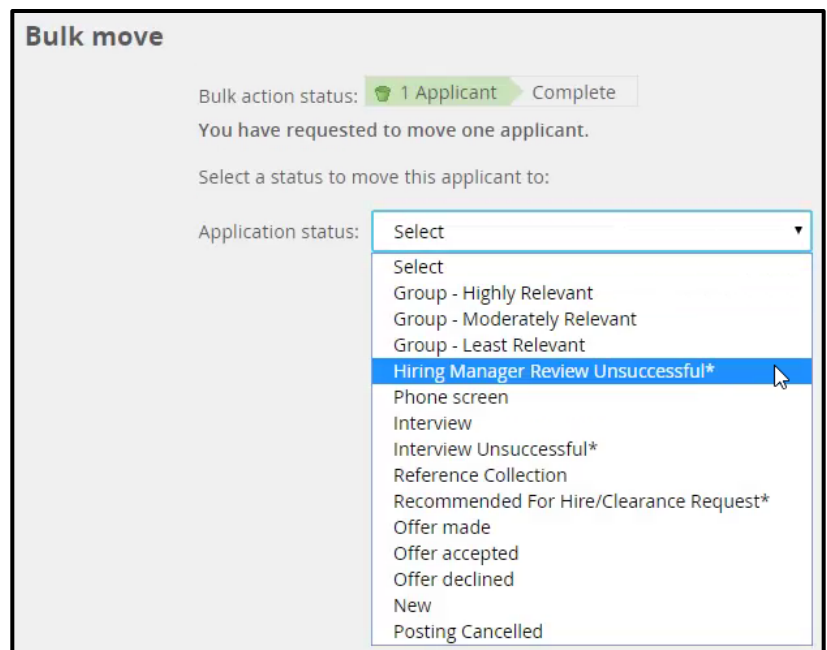 Bulk move
Bulk action status: 1 Applicant Complete
You have requested to move one applicant.
Select a status to move this applicant to:
Application status: Select
Select
Group - Highly Relevant
Group - Moderately Relevant
Group - Least Relevant
Hiring Manager Review Unsuccessful*
Phone screen
Interview
Interview Unsuccessful*
Reference Collection
Recommended For Hire/Clearance Request*
Offer made
Offer accepted
Offer declined
New
Posting Cancelled